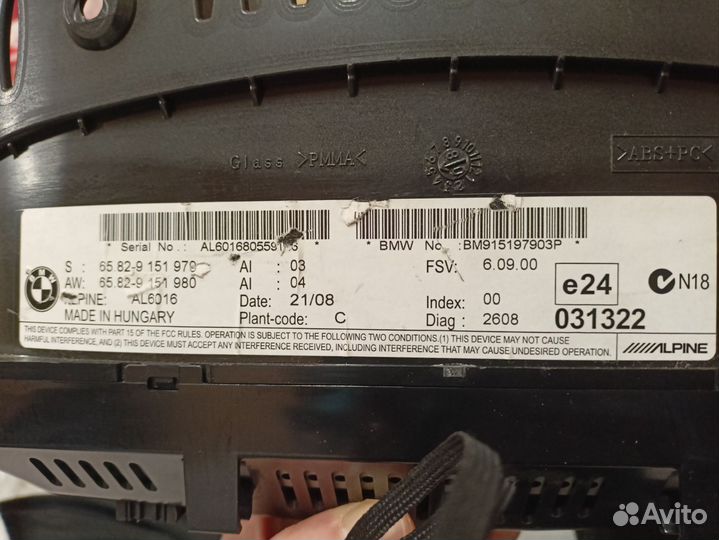 Glass >PMMA<
>ABS+PC<
* Serial No : *
* BMW No : BM915197903P *
S : 65.82-9 151 979 AI : 03 FSV: 6.09.00
AW: 65.82-9 151 980 AI : 04
ALPINE: AL6016 Date: 21/08 Index: 00
MADE IN HUNGARY Plant-code: C Diag : 2608
e24
031322
N18
THIS DEVICE COMPLIES WITH PART 15 OF THE FCC RULES. OPERATION IS SUBJECT TO THE FOLLOWING TWO CONDITIONS.(1) THIS DEVICE MAY NOT CAUSE
HARMFUL INTERFERENCE, AND (2) THIS DEVICE MUST ACCEPT ANY INTERFERENCE RECEIVED, INCLUDING INTERFERENCE THAT MAY CAUSE UNDESIRED OPERATION.
ALPINE
Avito